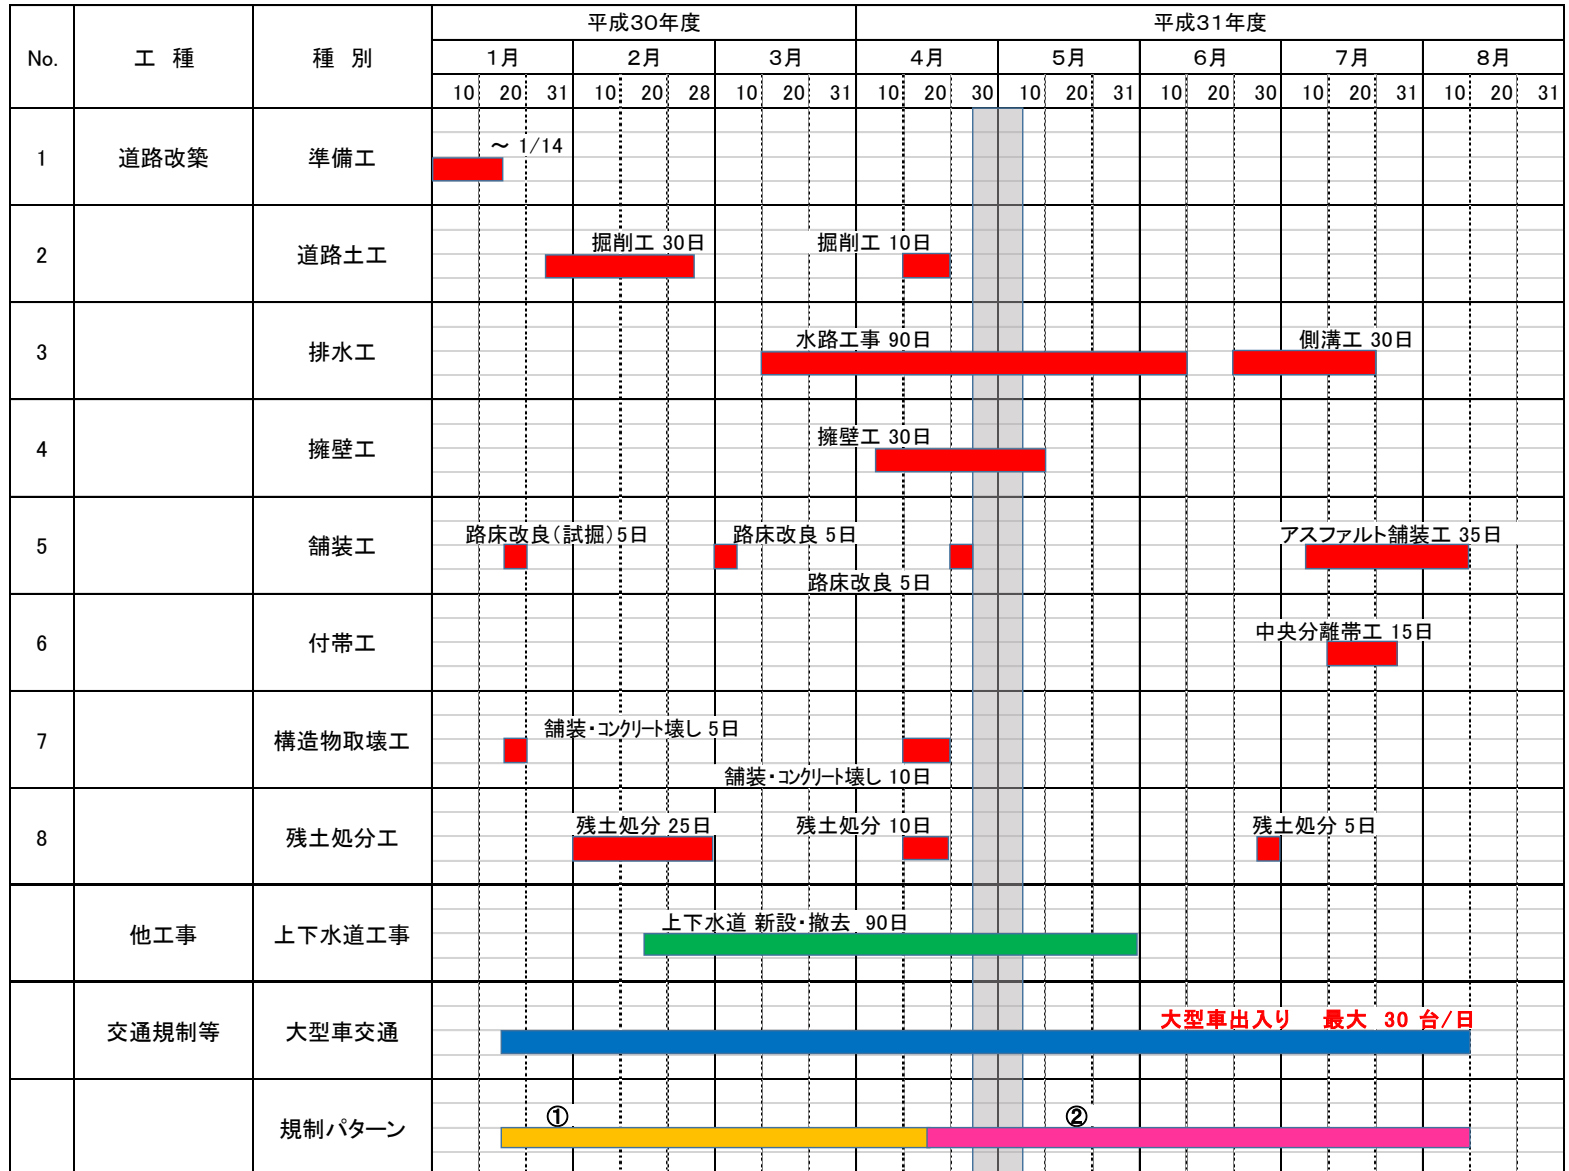 No. 工種 種別 平成30年度 平成31年度
1月 2月 3月 4月 5月 6月 7月 8月
10 20 31 10 20 28 10 20 31 10 20 30 10 20 31 10 20 30 10 20 31 10 20 31
～ 1/14
1 道路改築 準備工
掘削工 30日 掘削工 10日
2 道路土工
水路工事 90日 側溝工 30日
3 排水工
擁壁工 30日
4 擁壁工
路床改良(試掘)5日 路床改良 5日 アスファルト舗装工 35日
5 舗装工
路床改良 5日
中央分離帯工 15日
6 付帯工
舗装・コンクリート壊し 5日
7 構造物取壊工
舗装・コンクリート壊し 10日
残土処分 25日 残土処分 10日 残土処分 5日
8 残土処分工
上下水道 新設・撤去 90日
他工事 上下水道工事
大型車出入り 最大 30 台/日
交通規制等 大型車交通
① ②
規制パターン